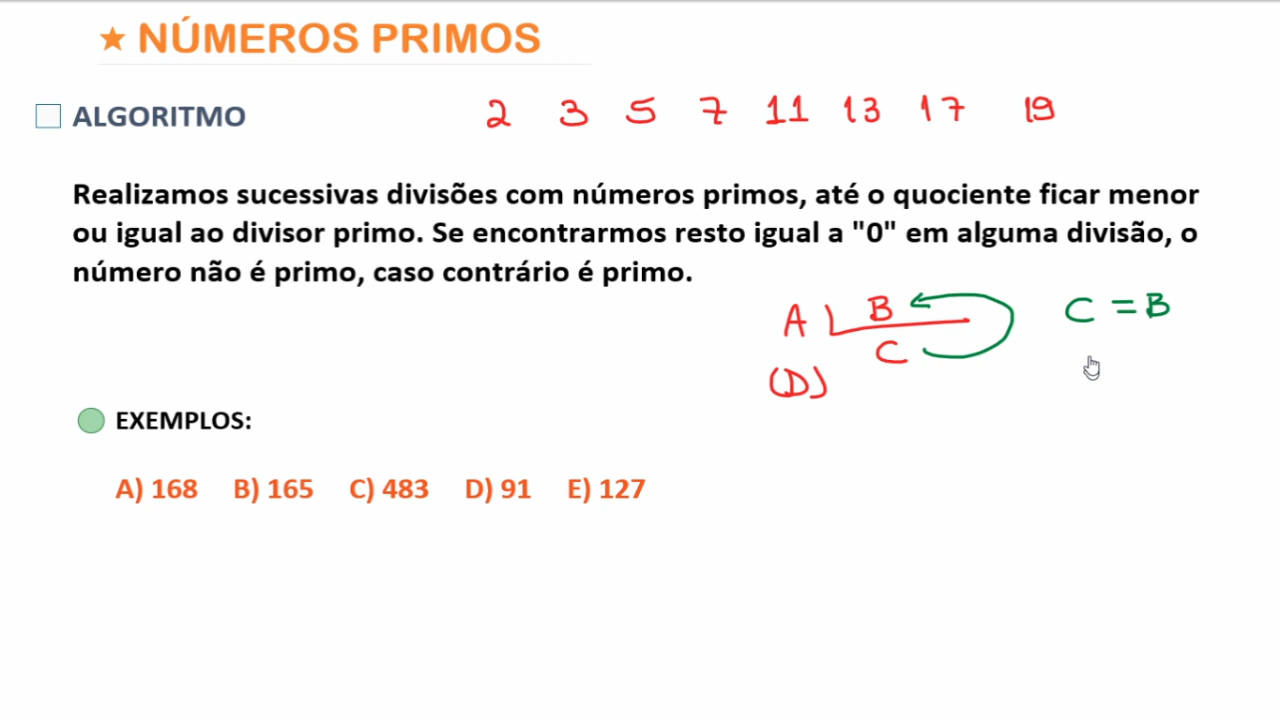 NÚMEROS PRIMOS
ALGORITMO
2 3 5 7 11 13 17 19
Realizamos sucessivas divisões com números primos, até o quociente ficar menor
ou igual ao divisor primo. Se encontrarmos resto igual a "0" em alguma divisão, o
número não é primo, caso contrário é primo.
A B C = B
C
(D)
EXEMPLOS:
A) 168 B) 165 C) 483 D) 91 E) 127